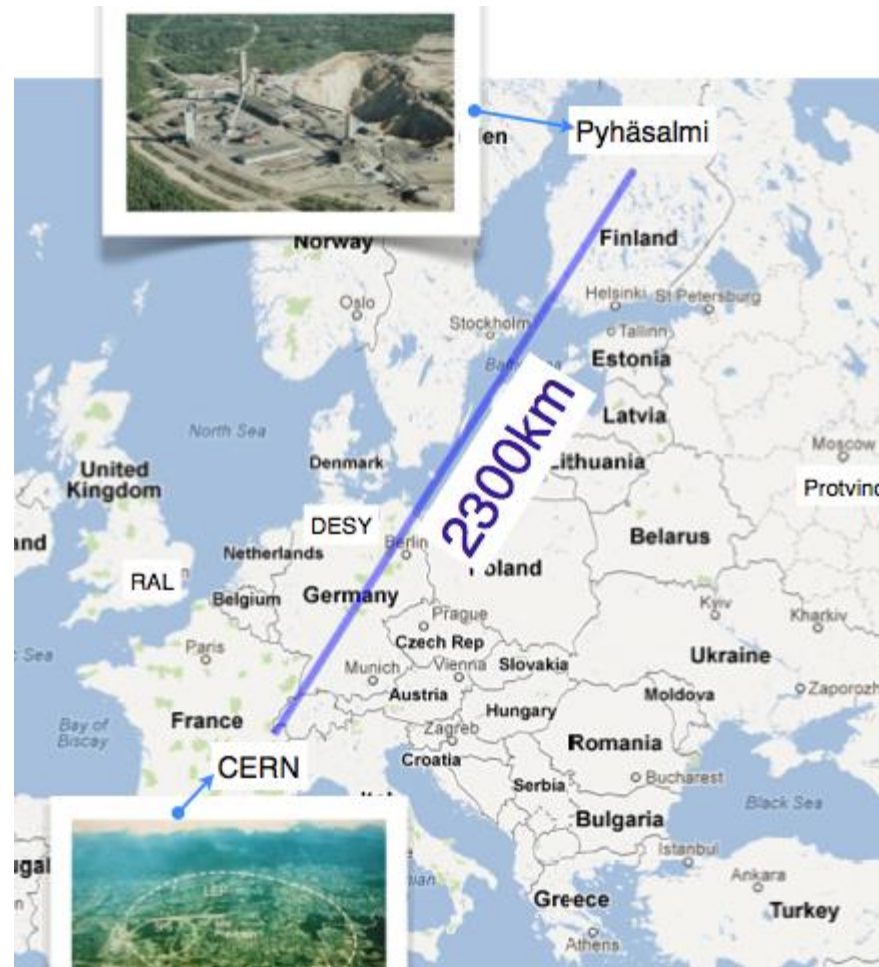 Pyhäsalmi
en
Norway
Finland
Oslo
Helsinki
St Petersburg
Stockholm
Tallinn
Estonia
Latvia
North Sea
Moscow
Denmark
Lithuania
United
Kingdom
2300km
Protvino
DESY
and
Berlin
Belarus
Netherlands
Poland
RAL
Belgium
Germany
Kyiv
Prague
Kharkiv
Czech Rep
Paris
Sea
Ukraine
Munich
Vienna
Slovakia
Austria
Moldova
Zaporozh
France
Hungary
Bay of
Biscay
Zagreb
Romania
CERN
Croatia
Serbia
Bucharest
Black Sea
Bulgaria
Istanbul
ugal
Ankara
Greece
Turkey
Athens